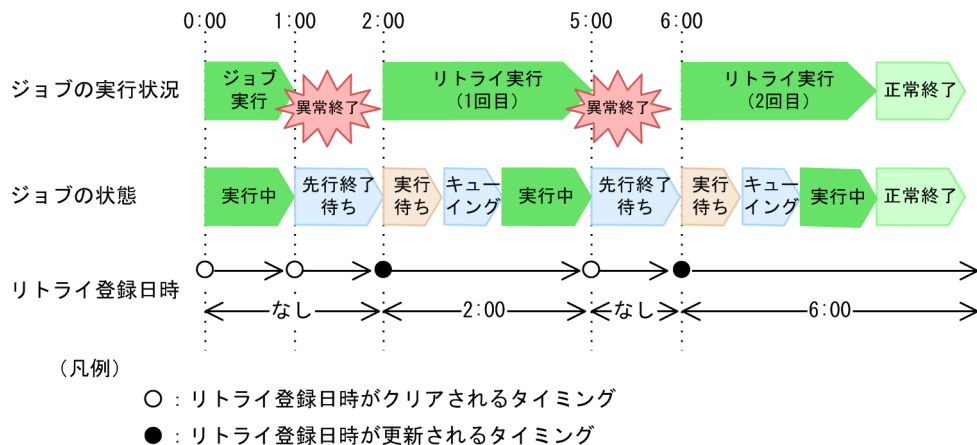 0:00 1:00 2:00 5:00 6:00
ジョブの実行状況
ジョブ
実行
異常終了
リトライ実行
(1回目)
異常終了
リトライ実行
(2回目)
正常終了
ジョブの状態
実行中
先行終了
待ち
実行
待ち
キュー
イング
実行中
先行終了
待ち
実行
待ち
キュー
イング
実行中
正常終了
リトライ登録日時
なし 2:00 なし 6:00
（凡例）
○ : リトライ登録日時がクリアされるタイミング
● : リトライ登録日時が更新されるタイミング